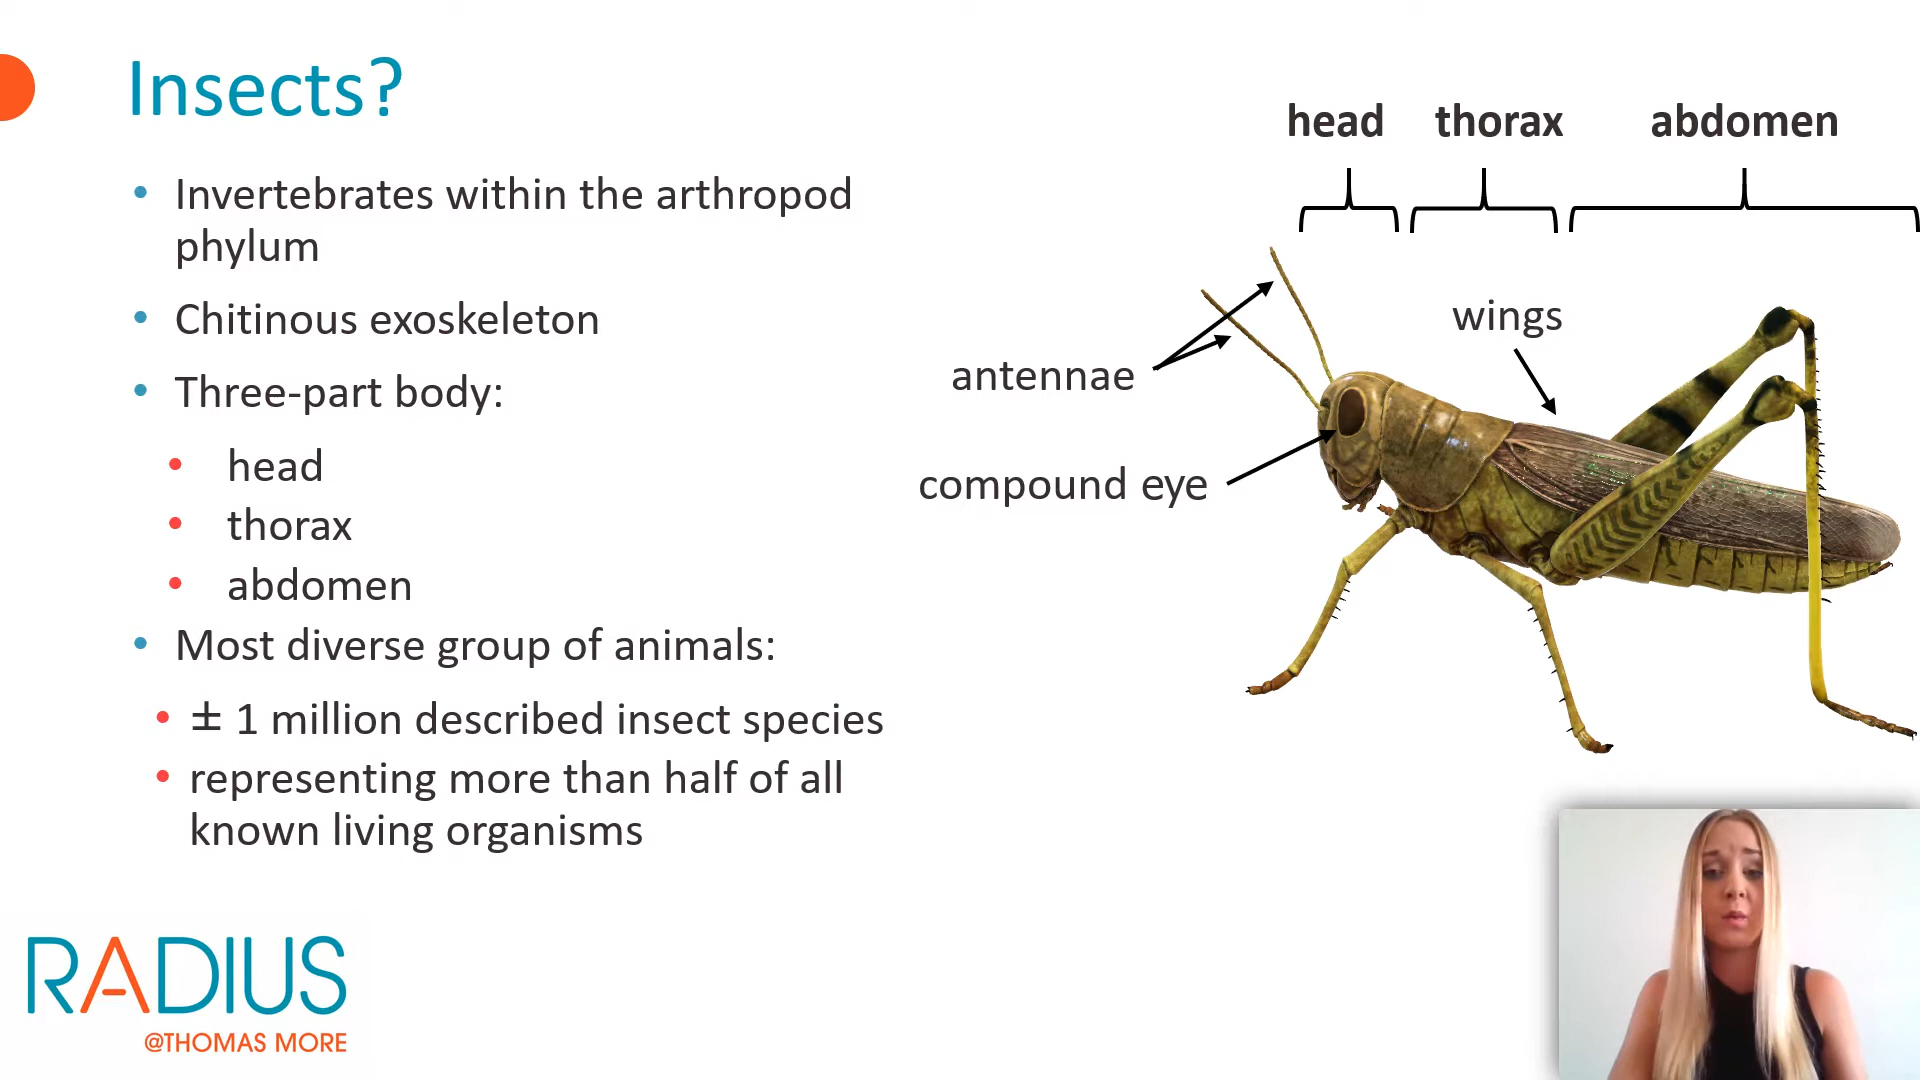 Insects?
• Invertebrates within the arthropod
phylum
• Chitinous exoskeleton
• Three-part body:
• head
• thorax
• abdomen
• Most diverse group of animals:
• ± 1 million described insect species
• representing more than half of all
known living organisms
head thorax abdomen
wings
antennae
compound eye
RADIUS
@THOMAS MORE